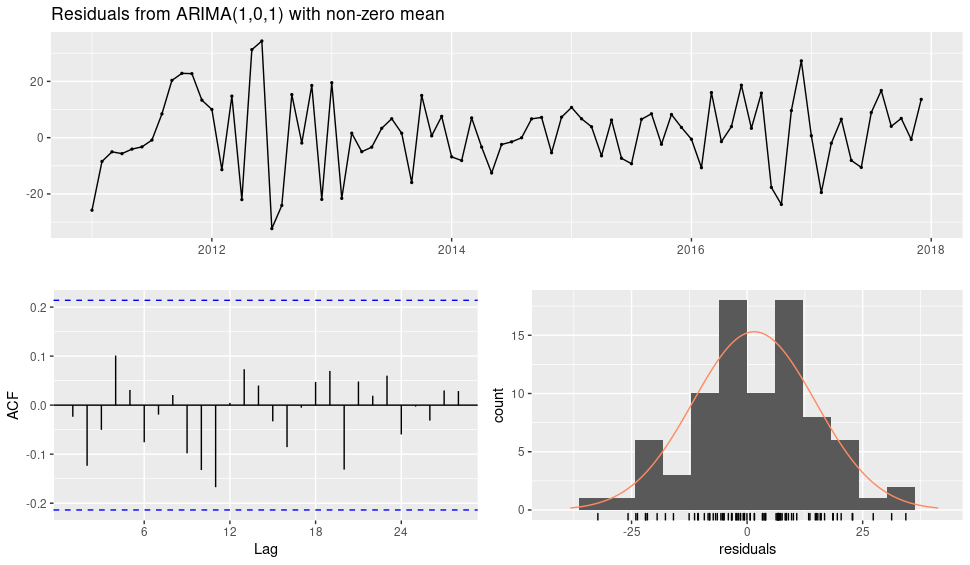 Residuals from ARIMA(1,0,1) with non-zero mean
20
0
-20
2012 2014 2016 2018
0.2
0.1
0.0
-0.1
-0.2
ACF
6 12 18 24
Lag
15
10
5
0
count
-25 0 25
residuals